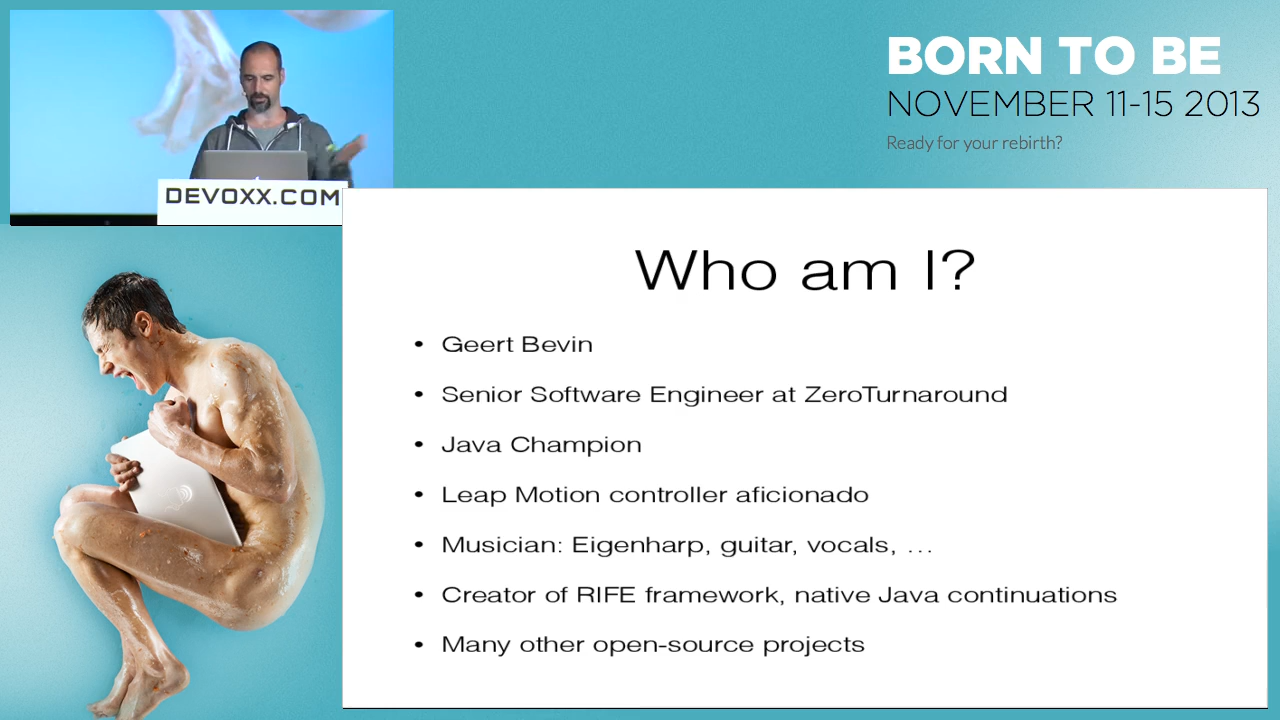 BORN TO BE
NOVEMBER 11-15 2013
Ready for your rebirth?
DEVOXX.COM
Who am I?
• Geert Bevin
• Senior Software Engineer at ZeroTurnaround
• Java Champion
• Leap Motion controller aficionado
• Musician: Eigenharp, guitar, vocals, …
• Creator of RIFE framework, native Java continuations
• Many other open-source projects